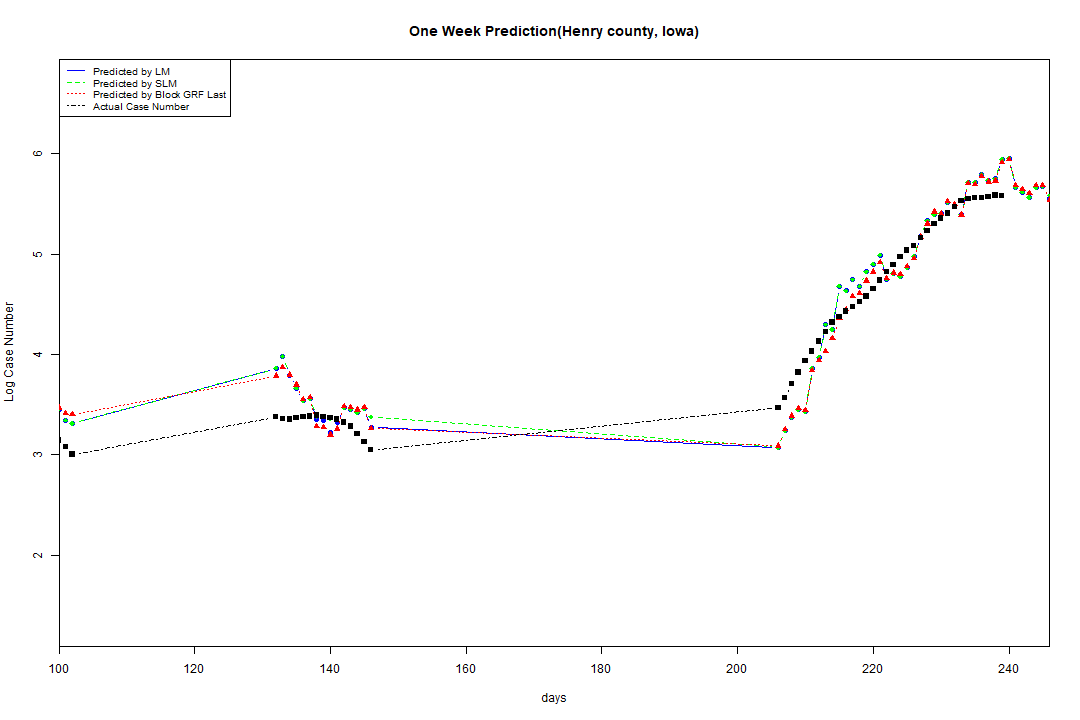 One Week Prediction(Henry county, Iowa)
Predicted by LM
Predicted by SLM
Predicted by Block GRF Last
Actual Case Number
6
5
4
3
2
Log Case Number
100 120 140 160 180 200 220 240
days